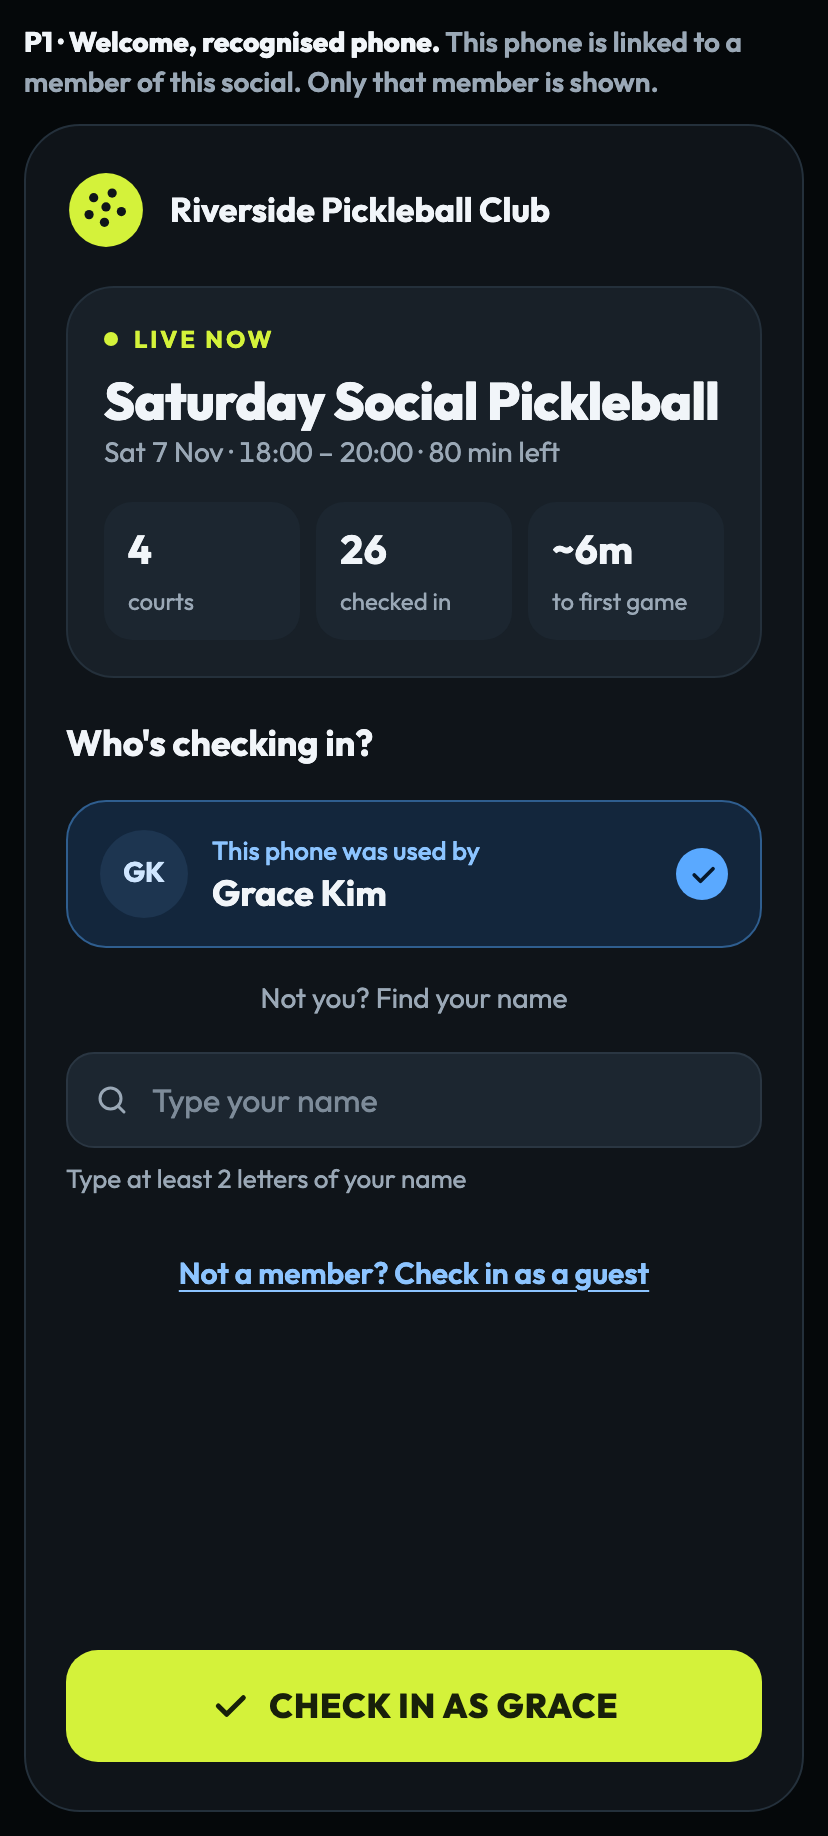 P1 · Welcome, recognised phone. This phone is linked to a
member of this social. Only that member is shown.
Riverside Pickleball Club
LIVE NOW
Saturday Social Pickleball
Sat 7 Nov · 18:00 – 20:00 · 80 min left
4
courts
26
checked in
~6m
to first game
Who's checking in?
GK
This phone was used by
Grace Kim
Not you? Find your name
Type your name
Type at least 2 letters of your name
Not a member? Check in as a guest
CHECK IN AS GRACE